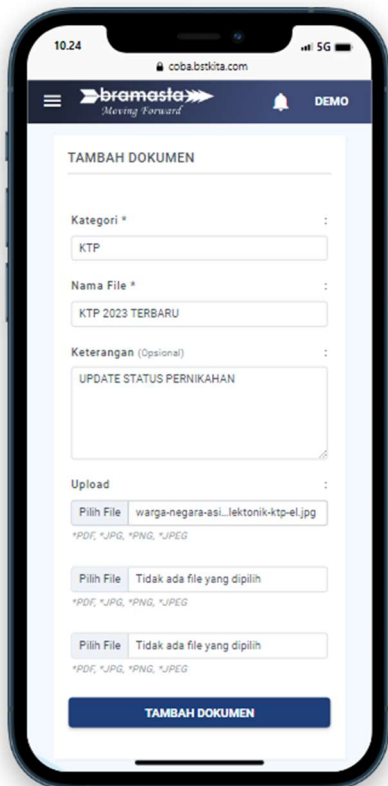 10.24
5G
coba.bstkita.com
bramasta
Moving Forward
DEMO
TAMBAH DOKUMEN
Kategori * :
KTP
Nama File * :
KTP 2023 TERBARU
Keterangan (Opsional) :
UPDATE STATUS PERNIKAHAN
Upload :
Pilih File warga-negara-asi...lektonik-ktp-el.jpg
*PDF, *JPG, *PNG, *JPEG
Pilih File Tidak ada file yang dipilih
*PDF, *JPG, *PNG, *JPEG
Pilih File Tidak ada file yang dipilih
*PDF, *JPG, *PNG, *JPEG
TAMBAH DOKUMEN